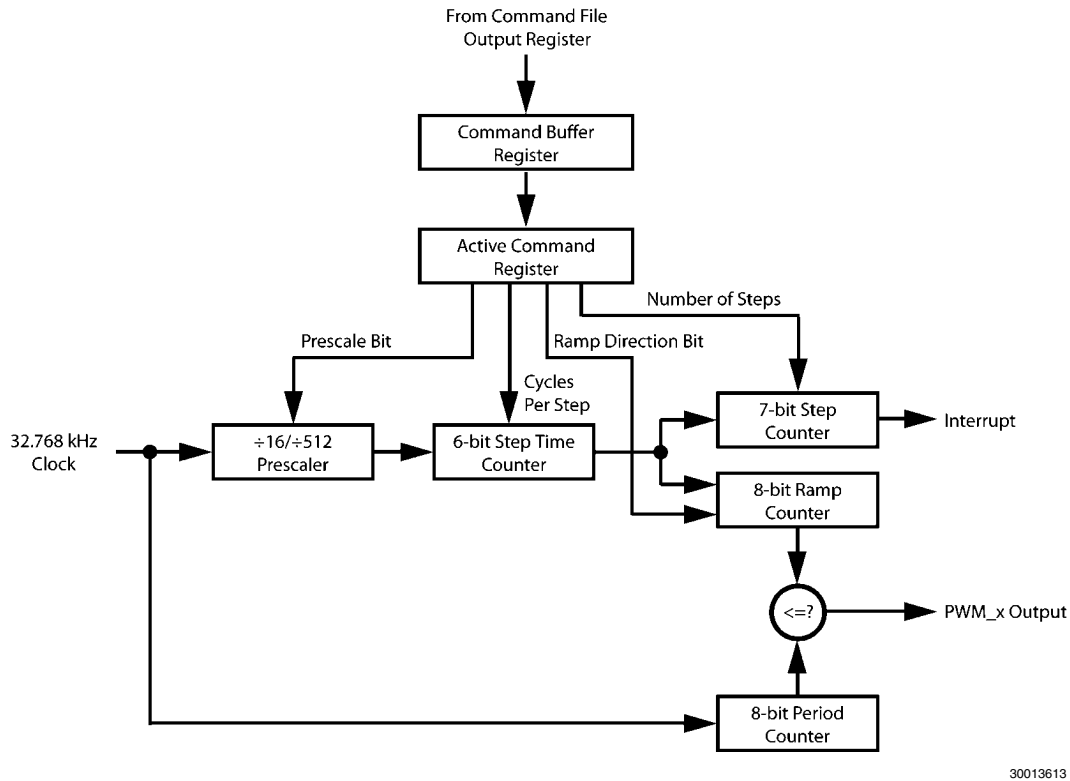 From Command File
Output Register
Command Buffer
Register
Active Command
Register
Number of Steps
Prescale Bit
Ramp Direction Bit
Cycles
Per Step
7-bit Step
Counter
Interrupt
32.768 kHz
Clock
÷16/÷512
Prescaler
6-bit Step Time
Counter
8-bit Ramp
Counter
<=?
PWM_x Output
8-bit Period
Counter
30013613